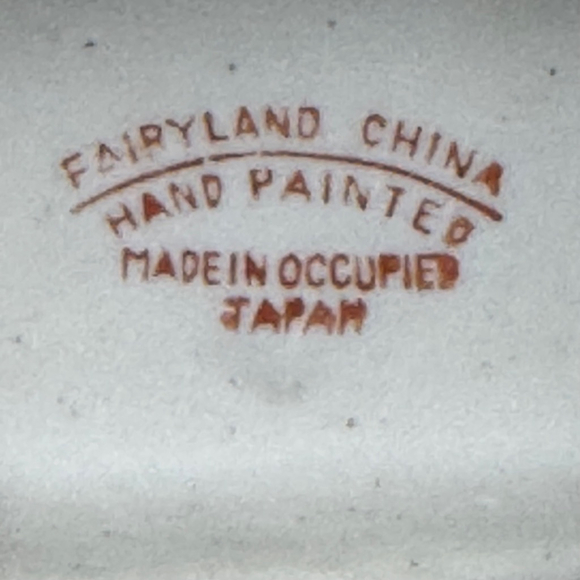 FAIRYLAND CHINA
HAND PAINTED
MADE IN OCCUPIED
JAPAN